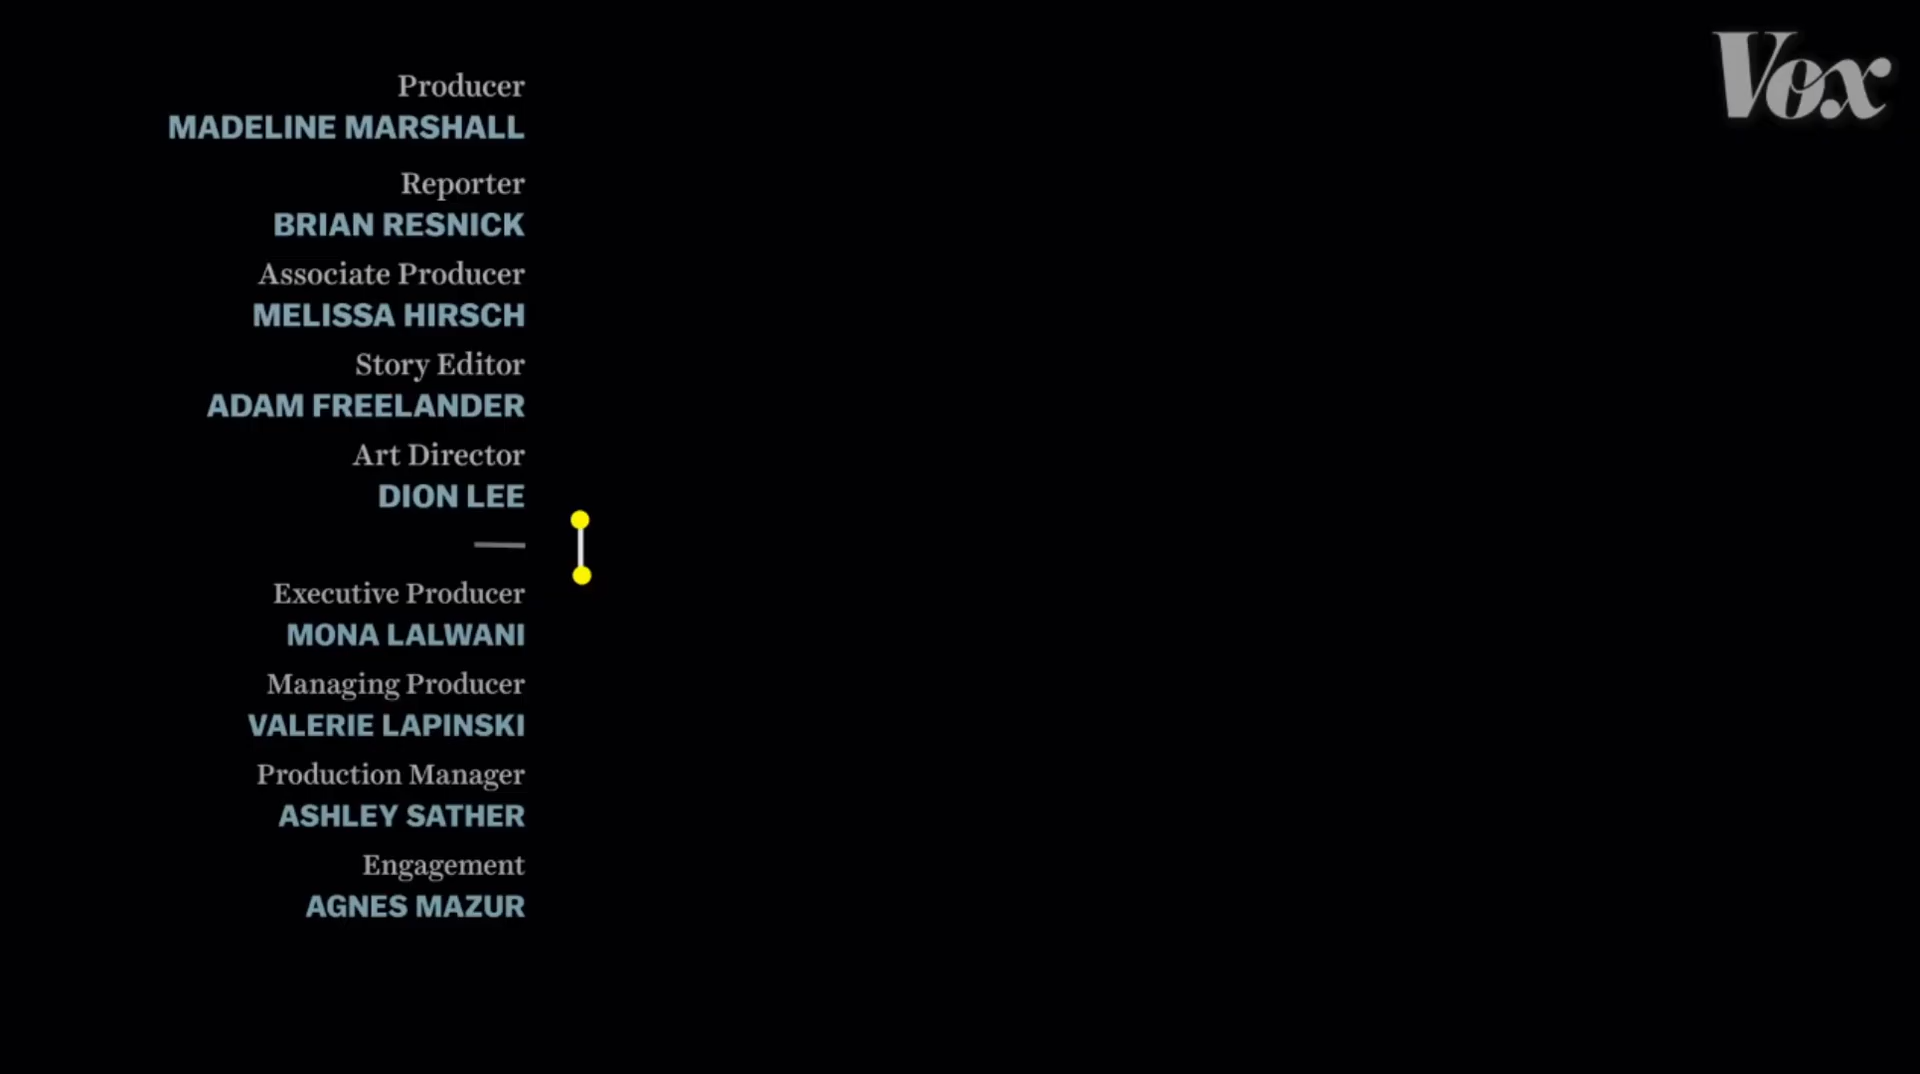 Vox
Producer
MADELINE MARSHALL
Reporter
BRIAN RESNICK
Associate Producer
MELISSA HIRSCH
Story Editor
ADAM FREELANDER
Art Director
DION LEE
Executive Producer
MONA LALWANI
Managing Producer
VALERIE LAPINSKI
Production Manager
ASHLEY SATHER
Engagement
AGNES MAZUR